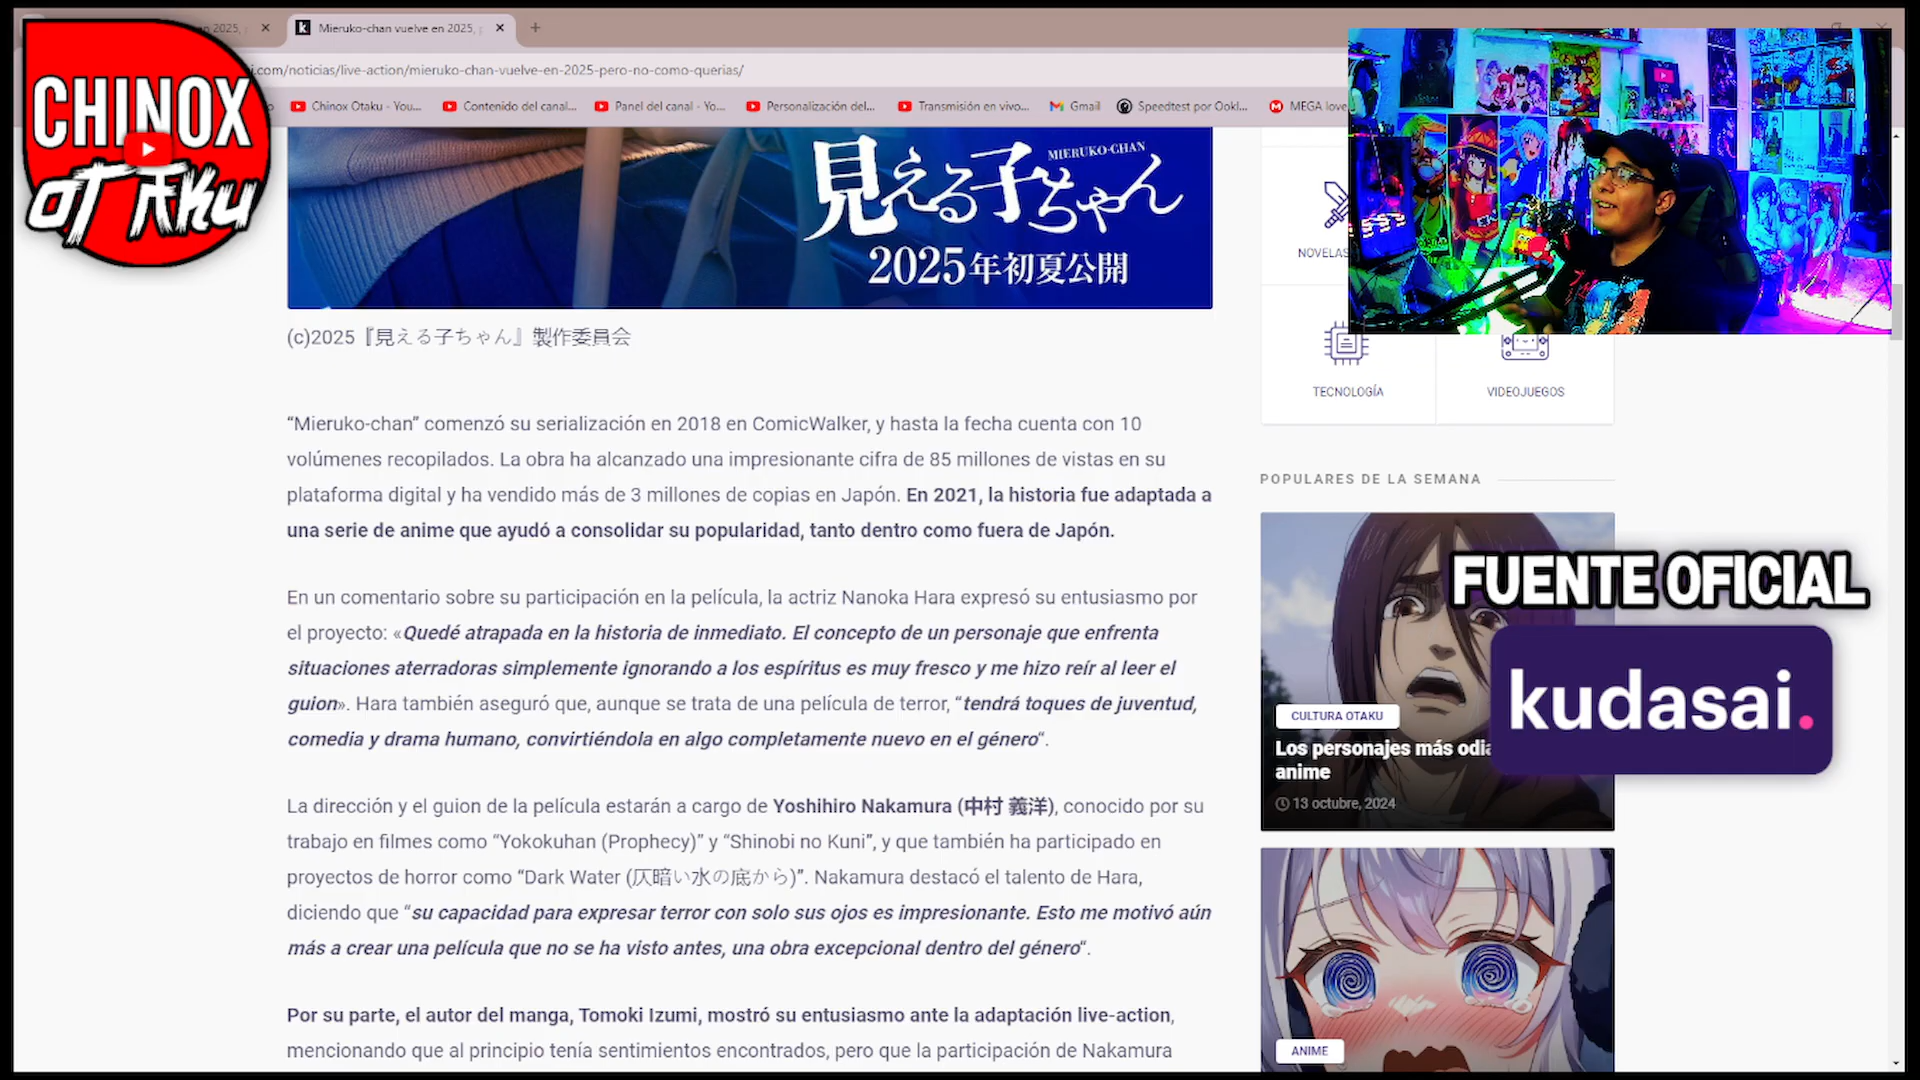 2025,
Mieruko-chan vuelve en 2025,
i.com/noticias/live-action/mieruko-chan-vuelve-en-2025-pero-no-como-querias/
Chinox Otaku - You...
Contenido del canal...
Panel del canal - Yo...
Personalización del...
Transmisión en vivo...
Gmail
Speedtest por Ookl...
MEGA love
CHINOX
OTAKU
MIERUKO-CHAN
見える子ちゃん
2025年初夏公開
(c)2025『見える子ちゃん』製作委員会
NOVELAS
TECNOLOGÍA
VIDEOJUEGOS
“Mieruko-chan” comenzó su serialización en 2018 en ComicWalker, y hasta la fecha cuenta con 10
volúmenes recopilados. La obra ha alcanzado una impresionante cifra de 85 millones de vistas en su
plataforma digital y ha vendido más de 3 millones de copias en Japón. En 2021, la historia fue adaptada a
una serie de anime que ayudó a consolidar su popularidad, tanto dentro como fuera de Japón.
En un comentario sobre su participación en la película, la actriz Nanoka Hara expresó su entusiasmo por
el proyecto: «Quedé atrapada en la historia de inmediato. El concepto de un personaje que enfrenta
situaciones aterradoras simplemente ignorando a los espíritus es muy fresco y me hizo reír al leer el
guion». Hara también aseguró que, aunque se trata de una película de terror, “tendrá toques de juventud,
comedia y drama humano, convirtiéndola en algo completamente nuevo en el género“.
La dirección y el guion de la película estarán a cargo de Yoshihiro Nakamura (中村 義洋), conocido por su
trabajo en filmes como “Yokokuhan (Prophecy)” y “Shinobi no Kuni”, y que también ha participado en
proyectos de horror como “Dark Water (仄暗い水の底から)”. Nakamura destacó el talento de Hara,
diciendo que “su capacidad para expresar terror con solo sus ojos es impresionante. Esto me motivó aún
más a crear una película que no se ha visto antes, una obra excepcional dentro del género“.
Por su parte, el autor del manga, Tomoki Izumi, mostró su entusiasmo ante la adaptación live-action,
mencionando que al principio tenía sentimientos encontrados, pero que la participación de Nakamura
POPULARES DE LA SEMANA
FUENTE OFICIAL
kudasai.
CULTURA OTAKU
Los personajes más odia
anime
13 octubre, 2024
ANIME